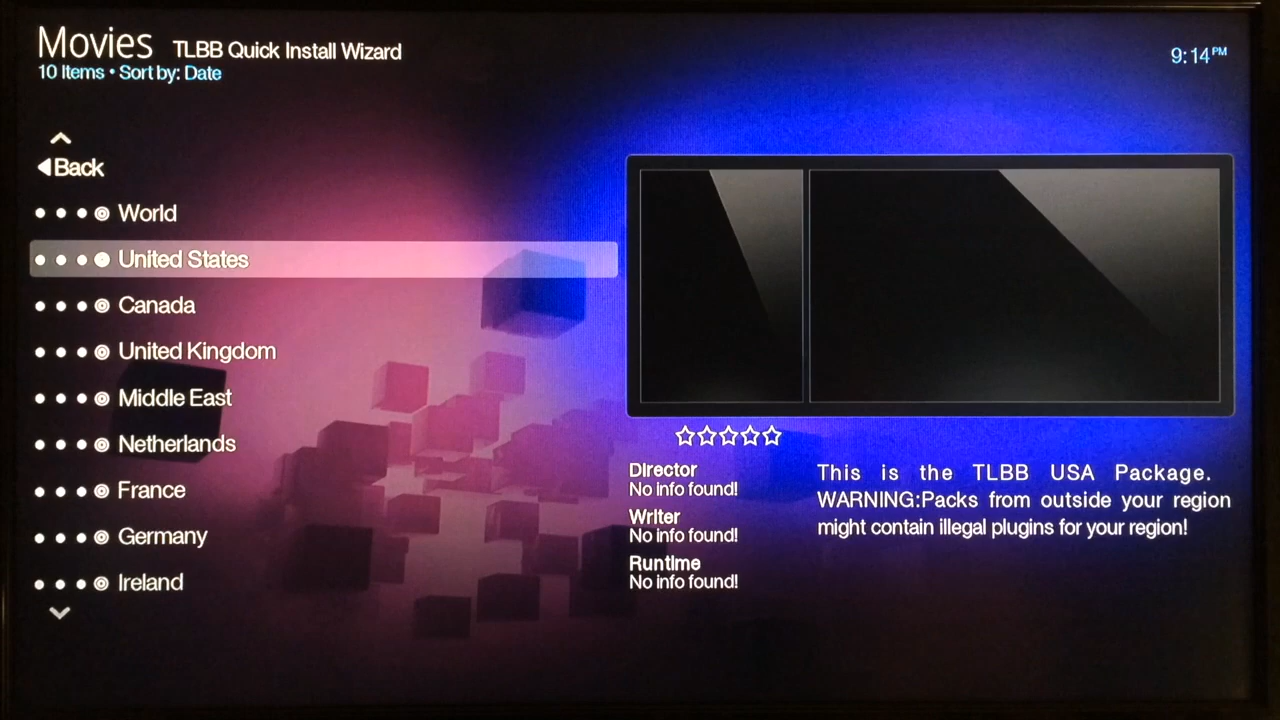 Movies TLBB Quick Install Wizard
10 Items • Sort by: Date
9:14 PM
Back
World
United States
Canada
United Kingdom
Middle East
Netherlands
France
Germany
Ireland
Director
No info found!
Writer
No info found!
Runtime
No info found!
This is the TLBB USA Package.
WARNING:Packs from outside your region
might contain illegal plugins for your region!